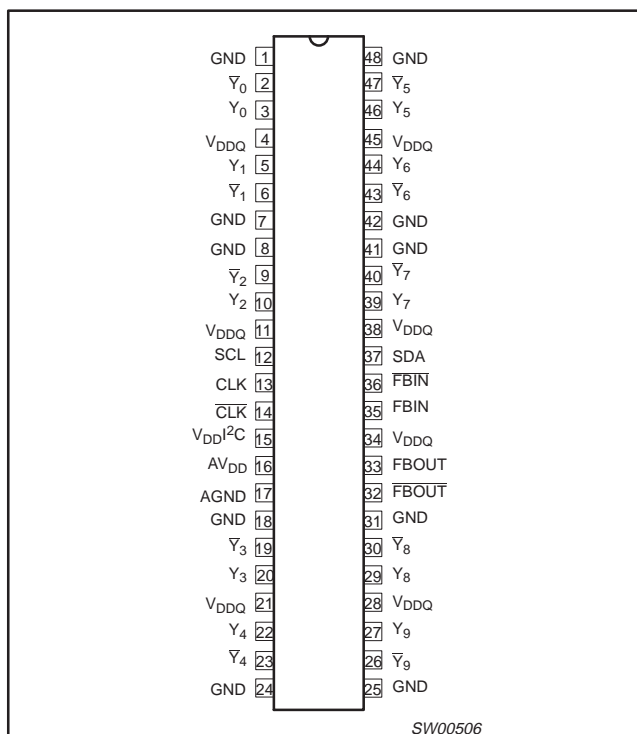 GND 1 48 GND
Y̅0 2 47 Y̅5
Y0 3 46 Y5
VDDQ 4 45 VDDQ
Y1 5 44 Y6
Y̅1 6 43 Y̅6
GND 7 42 GND
GND 8 41 GND
Y̅2 9 40 Y̅7
Y2 10 39 Y7
VDDQ 11 38 VDDQ
SCL 12 37 SDA
CLK 13 36 F̅B̅I̅N̅
C̅L̅K̅ 14 35 FBIN
VDDI²C 15 34 VDDQ
AVDD 16 33 FBOUT
AGND 17 32 F̅B̅O̅U̅T̅
GND 18 31 GND
Y̅3 19 30 Y̅8
Y3 20 29 Y8
VDDQ 21 28 VDDQ
Y4 22 27 Y9
Y̅4 23 26 Y̅9
GND 24 25 GND
SW00506